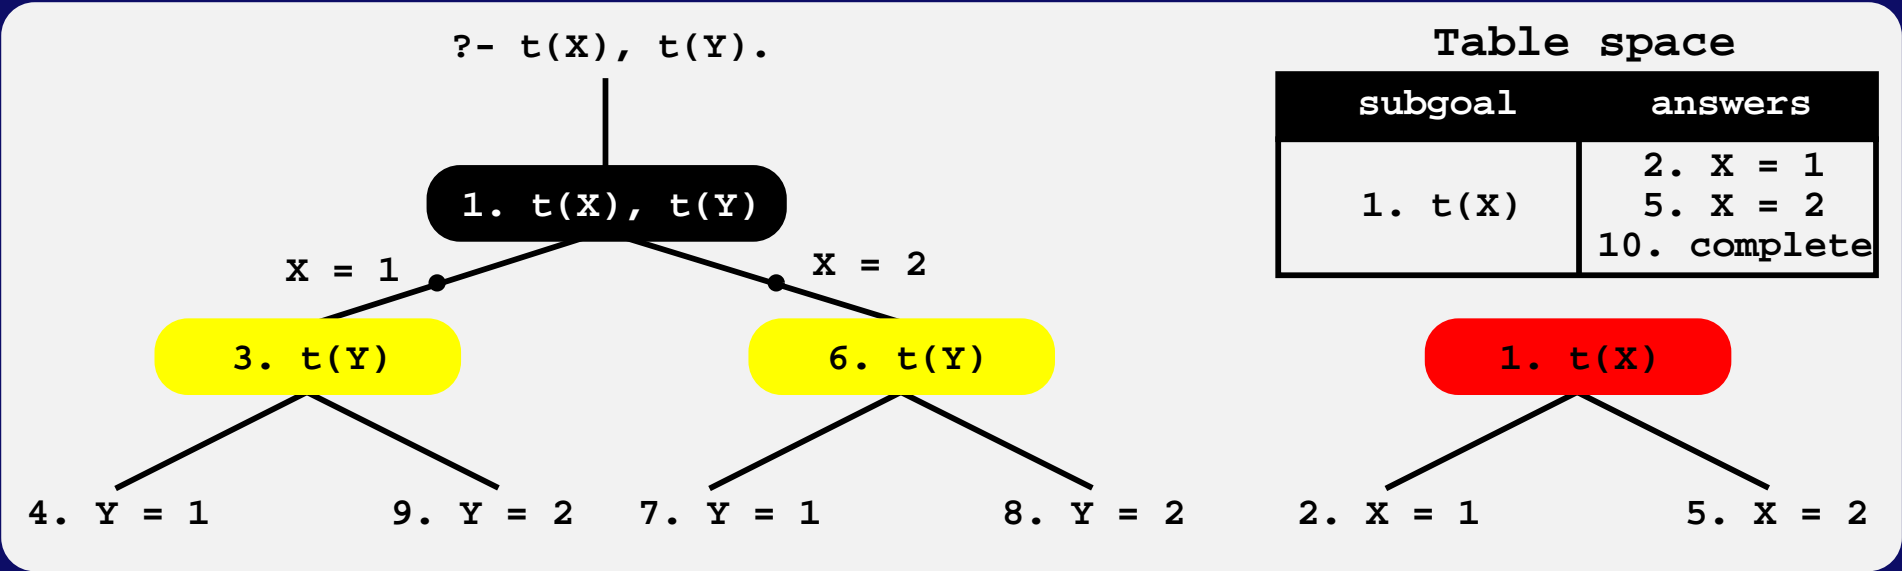 ?- t(X), t(Y).
1. t(X), t(Y)
X = 1
X = 2
3. t(Y)
6. t(Y)
4. Y = 1
9. Y = 2
7. Y = 1
8. Y = 2
Table space
subgoal answers
1. t(X)
2. X = 1
5. X = 2
10. complete
1. t(X)
2. X = 1
5. X = 2